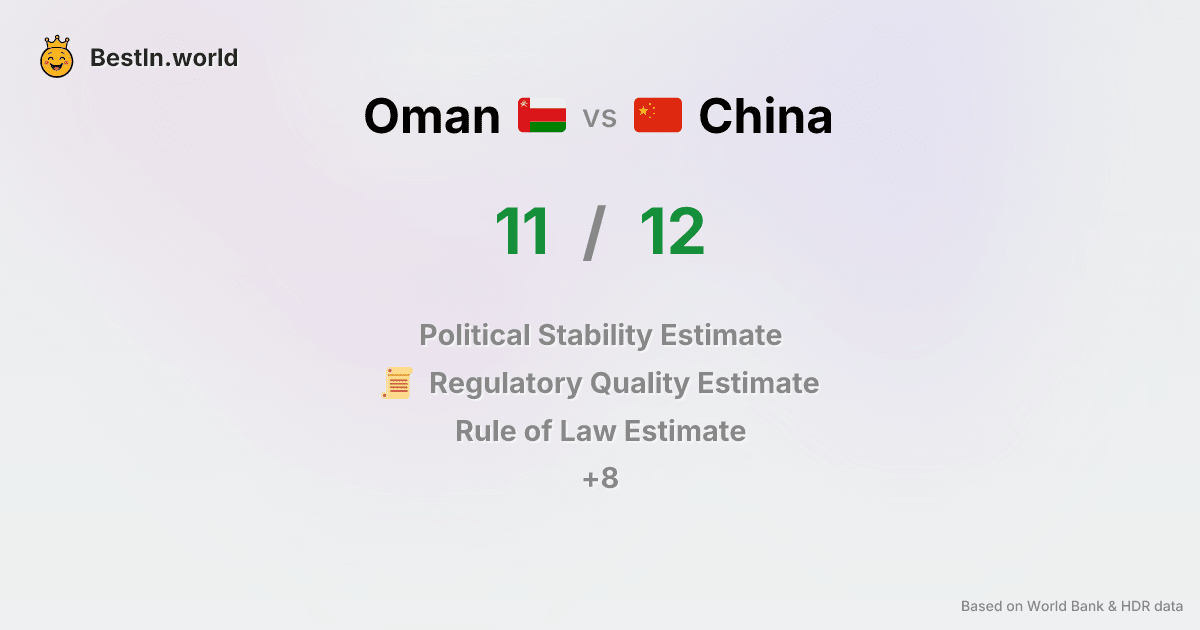 BestIn.world
Oman vs China
11 / 12
Political Stability Estimate
Regulatory Quality Estimate
Rule of Law Estimate
+8
Based on World Bank & HDR data